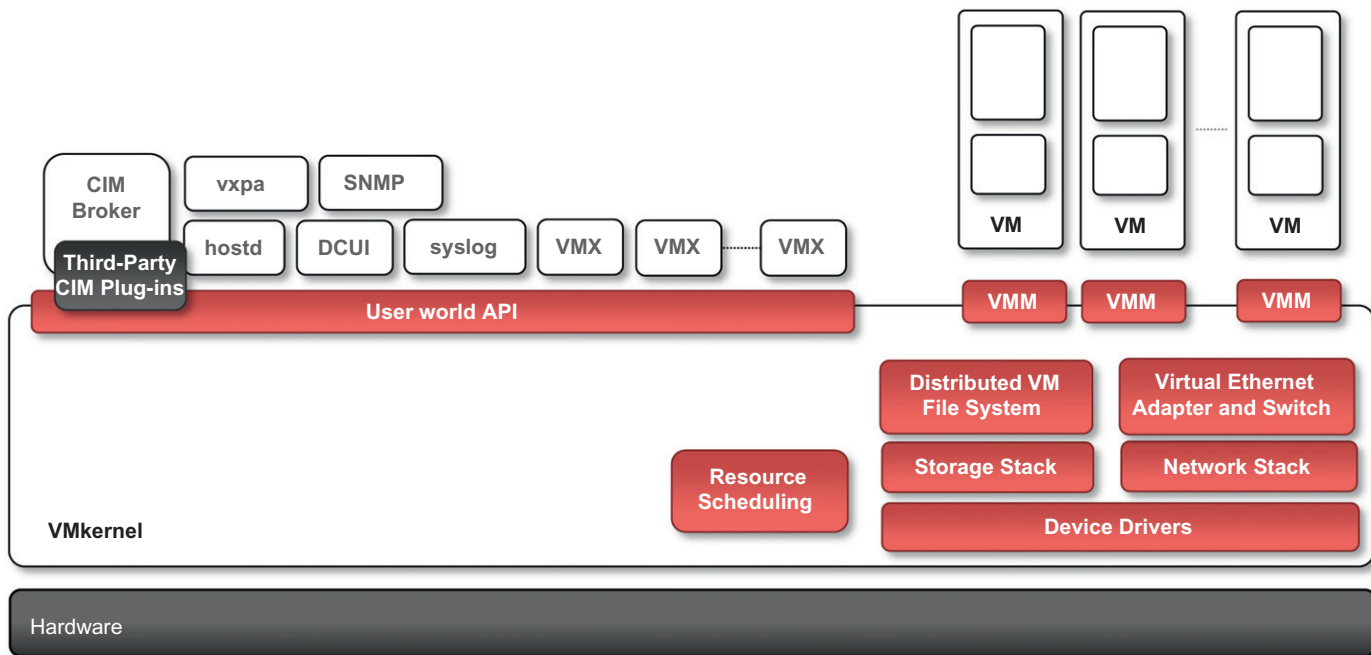 CIM
Broker
vxpa
SNMP
hostd
DCUI
syslog
VMX
VMX
VMX
Third-Party
CIM Plug-ins
User world API
VM
VM
VM
VMM
VMM
VMM
Distributed VM
File System
Virtual Ethernet
Adapter and Switch
Resource
Scheduling
Storage Stack
Network Stack
Device Drivers
VMkernel
Hardware